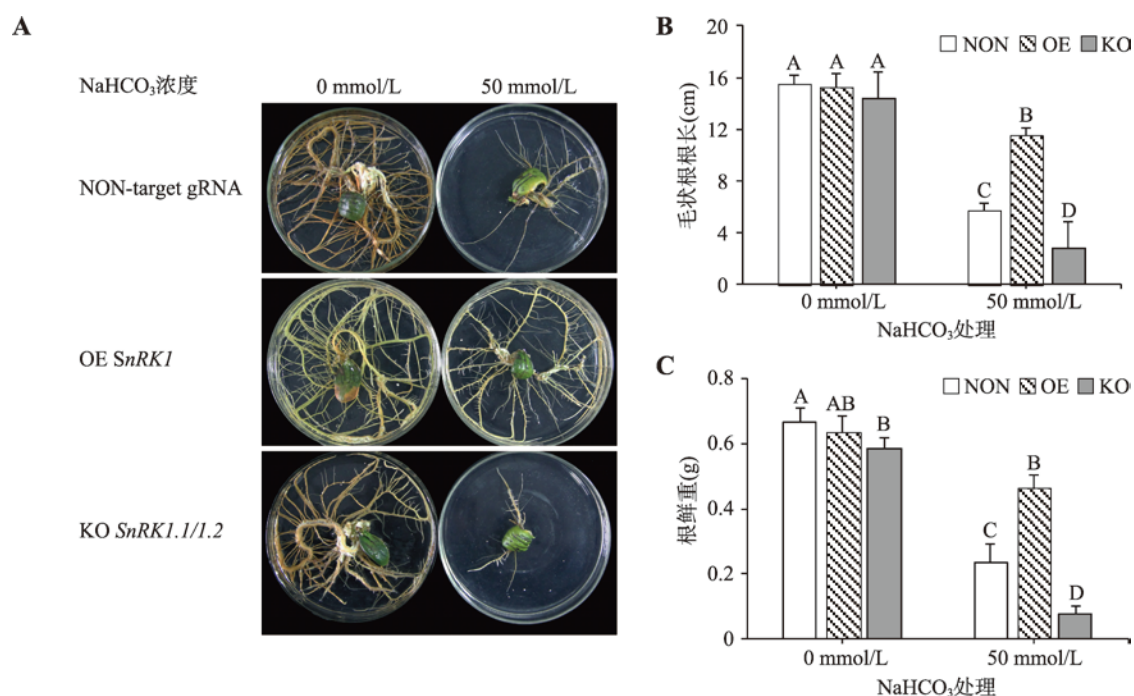 A
NaHCO₃浓度
0 mmol/L
50 mmol/L
NON-target gRNA
OE SnRK1
KO SnRK1.1/1.2
B
毛状根根长(cm)
20
16
12
8
4
0
NON OE KO
A A A
C B D
0 mmol/L 50 mmol/L
NaHCO₃处理
C
根鲜重(g)
0.8
0.6
0.4
0.2
0
NON OE KO
A AB B
C B D
0 mmol/L 50 mmol/L
NaHCO₃处理